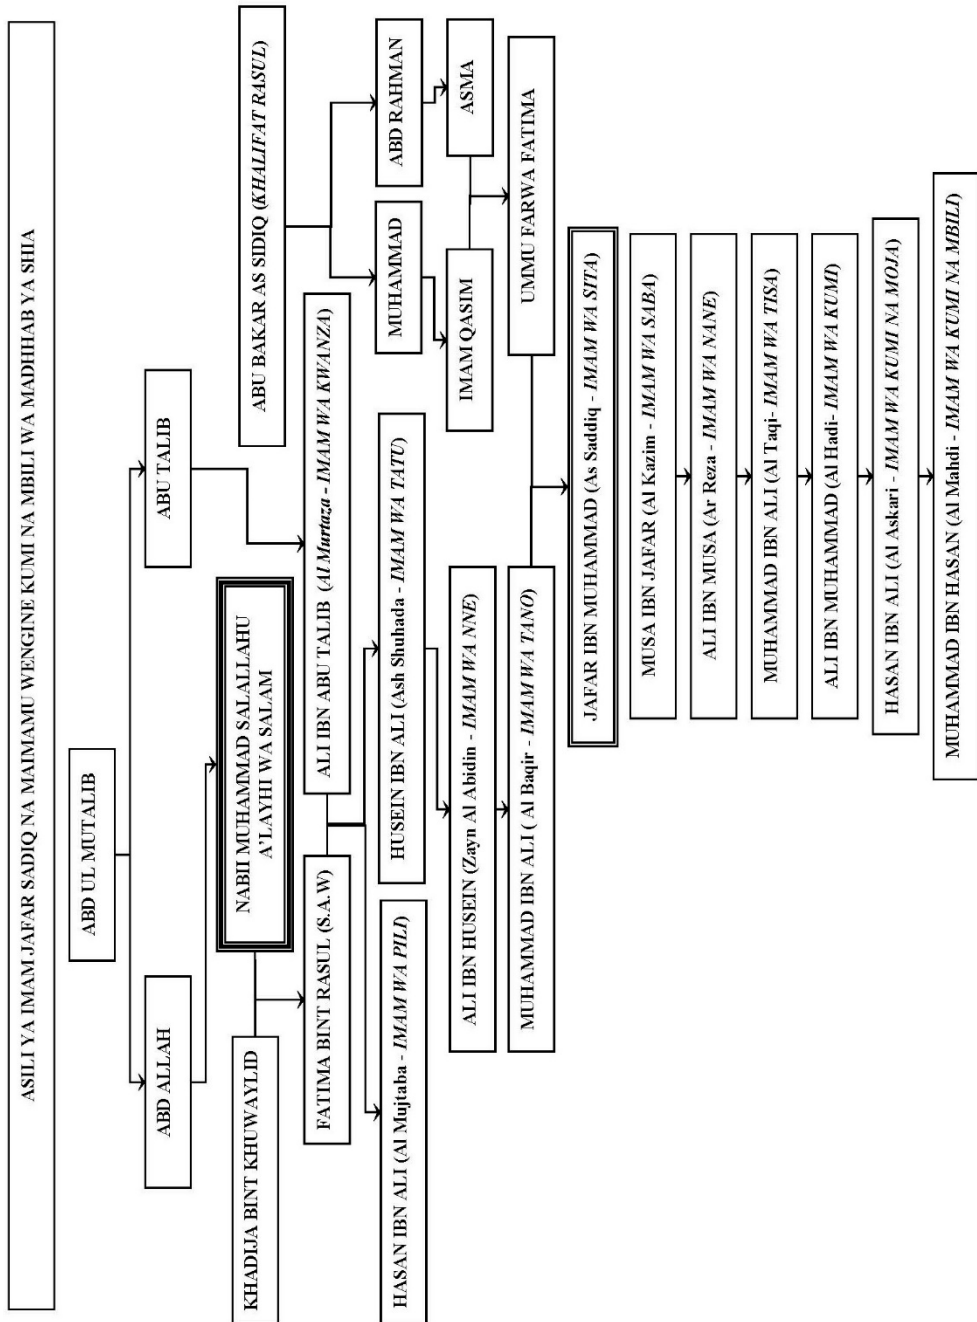 ASILI YA IMAM JAFAR SADIQ NA MAIMAMU WENGINE KUMI NA MBILI WA MADHHAB YA SHIA
ABD UL MUTALIB
ABD ALLAH
ABU TALIB
KHADIJA BINT KHUWAYLID
NABII MUHAMMAD SALALLAHU
A'LAYHI WA SALAM
ABU BAKAR AS SIDIQ (KHALIFAT RASUL)
FATIMA BINT RASUL (S.A.W)
ALI IBN ABU TALIB (Al Murtaza - IMAM WA KWANZA)
MUHAMMAD
ABD RAHMAN
HASAN IBN ALI (Al Mujtaba - IMAM WA PILI)
HUSEIN IBN ALI (Ash Shuhada - IMAM WA TATU)
IMAM QASIM
ASMA
ALI IBN HUSEIN (Zayn Al Abidin - IMAM WA NNE)
MUHAMMAD IBN ALI ( Al Baqir - IMAM WA TANO)
UMMU FARWA FATIMA
JAFAR IBN MUHAMMAD (As Saddiq - IMAM WA SITA)
MUSA IBN JAFAR (Al Kazim - IMAM WA SABA)
ALI IBN MUSA (Ar Reza - IMAM WA NANE)
MUHAMMAD IBN ALI (Al Taqi- IMAM WA TISA)
ALI IBN MUHAMMAD (Al Hadi- IMAM WA KUMI)
HASAN IBN ALI (Al Askari - IMAM WA KUMI NA MOJA)
MUHAMMAD IBN HASAN (Al Mahdi - IMAM WA KUMI NA MBILI)